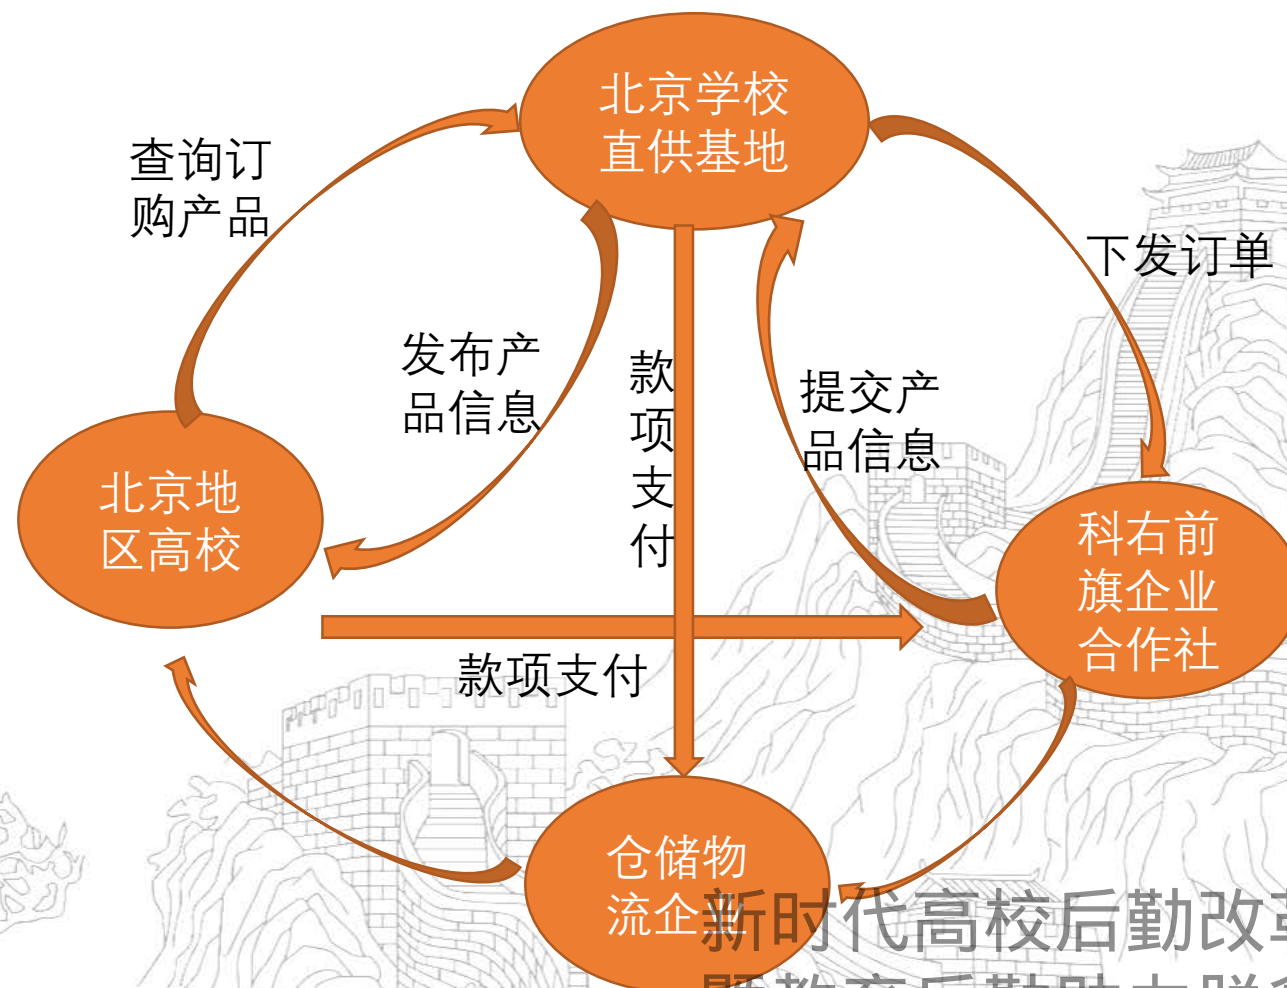 北京学校
直供基地
查询订
购产品
下发订单
发布产
品信息
款
项
支
付
提交产
品信息
北京地
区高校
科右前
旗企业
合作社
款项支付
仓储物
流企业
新时代高校后勤改革